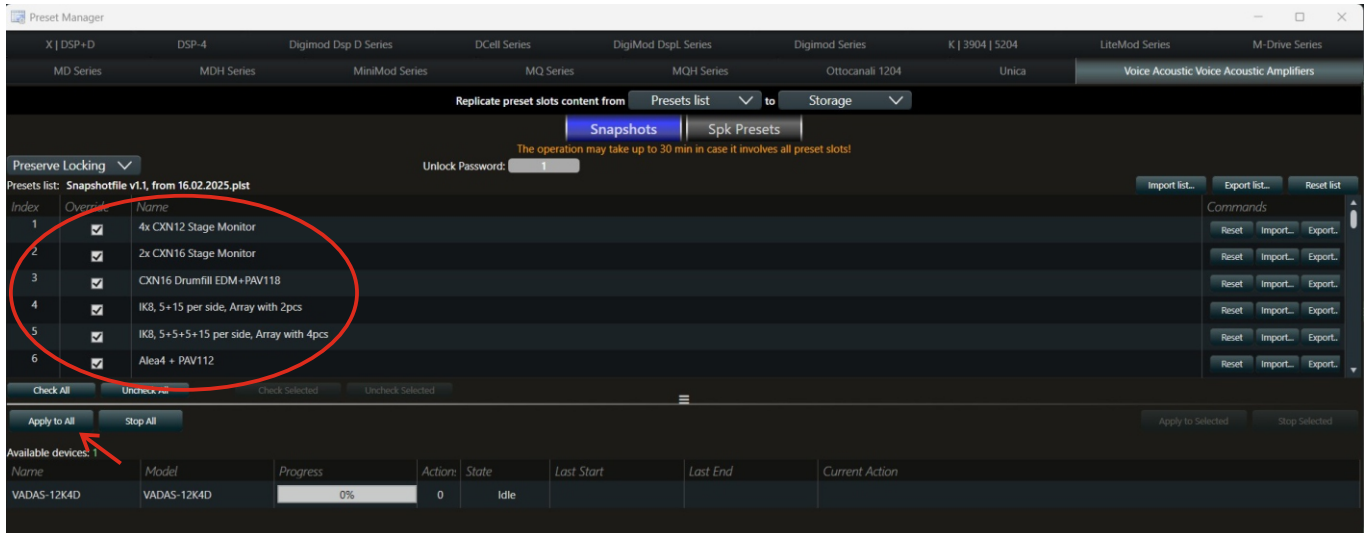 Preset Manager
X | DSP+D DSP-4 Digimod Dsp D Series DCell Series DigiMod DspL Series Digimod Series K | 3904 | 5204 LiteMod Series M-Drive Series
MD Series MDH Series MiniMod Series MQ Series MQH Series Ottocanali 1204 Unica Voice Acoustic Voice Acoustic Amplifiers
Replicate preset slots content from Presets list to Storage
Snapshots Spk Presets
The operation may take up to 30 min in case it involves all preset slots!
Preserve Locking Unlock Password: 1
Presets list: Snapshotfile v1.1, from 16.02.2025.plst Import list... Export list... Reset list
Index Override Name Commands
1 4x CXN12 Stage Monitor Reset Import... Export..
2 2x CXN16 Stage Monitor Reset Import... Export..
3 CXN16 Drumfill EDM+PAV118 Reset Import... Export..
4 IK8, 5+15 per side, Array with 2pcs Reset Import... Export..
5 IK8, 5+5+5+15 per side, Array with 4pcs Reset Import... Export..
6 Alea4 + PAV112 Reset Import... Export..
Check All Uncheck All Check Selected Uncheck Selected
Apply to All Stop All Apply to Selected Stop Selected
Available devices: 1
Name Model Progress Action: State Last Start Last End Current Action
VADAS-12K4D VADAS-12K4D 0% 0 Idle